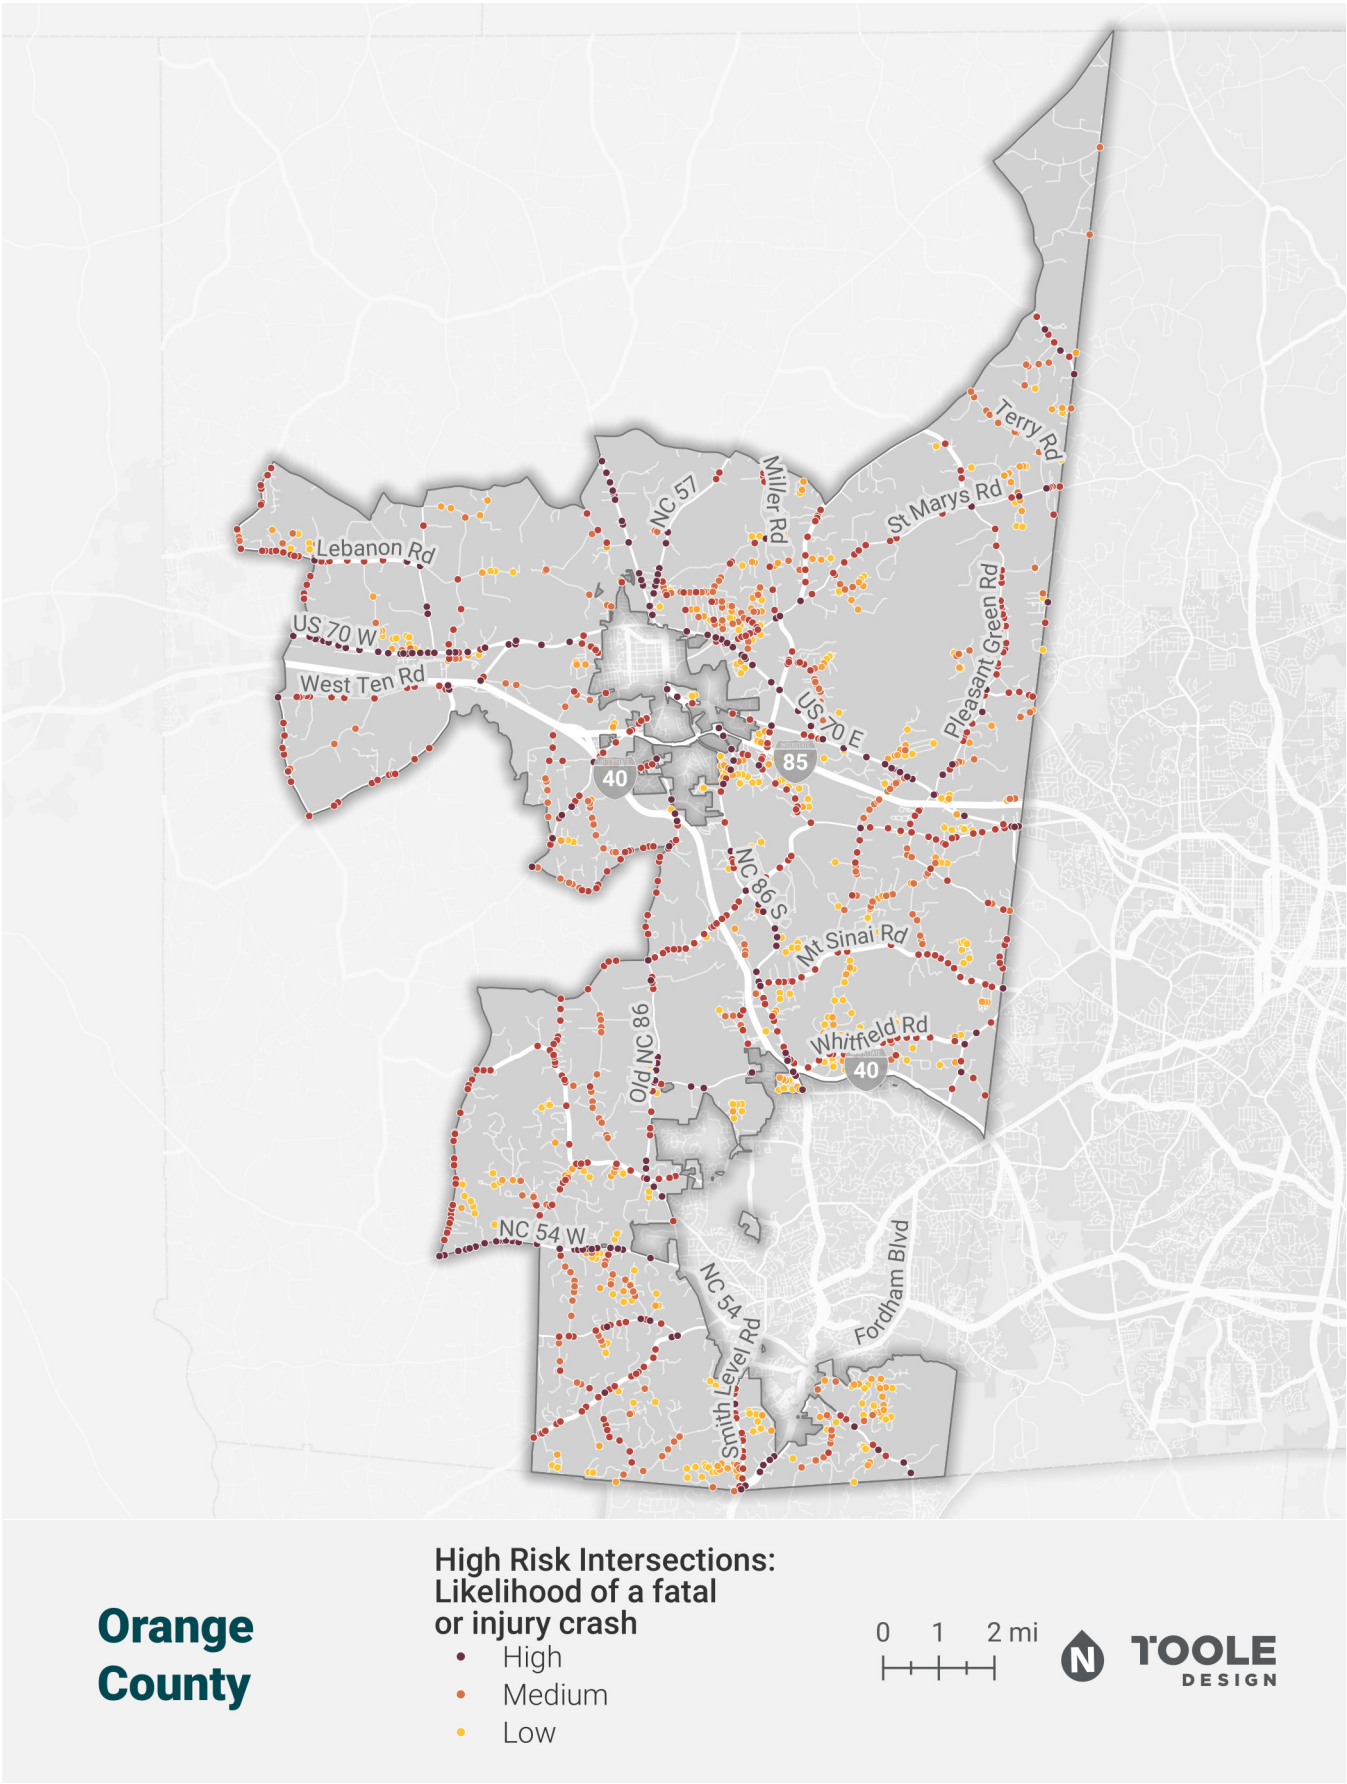 Terry Rd
Miller Rd
NC 57
St Marys Rd
Lebanon Rd
Pleasant Green Rd
US 70 W
West Ten Rd
US 70 E
INTERSTATE
85
40
NC 86 S
Mt Sinai Rd
Old NC 86
Whitfield Rd
40
NC 54 W
NC 54
Fordham Blvd
Smith Level Rd
High Risk Intersections:
Likelihood of a fatal
or injury crash
High
Medium
Low
Orange
County
0 1 2 mi
N
TOOLE
DESIGN